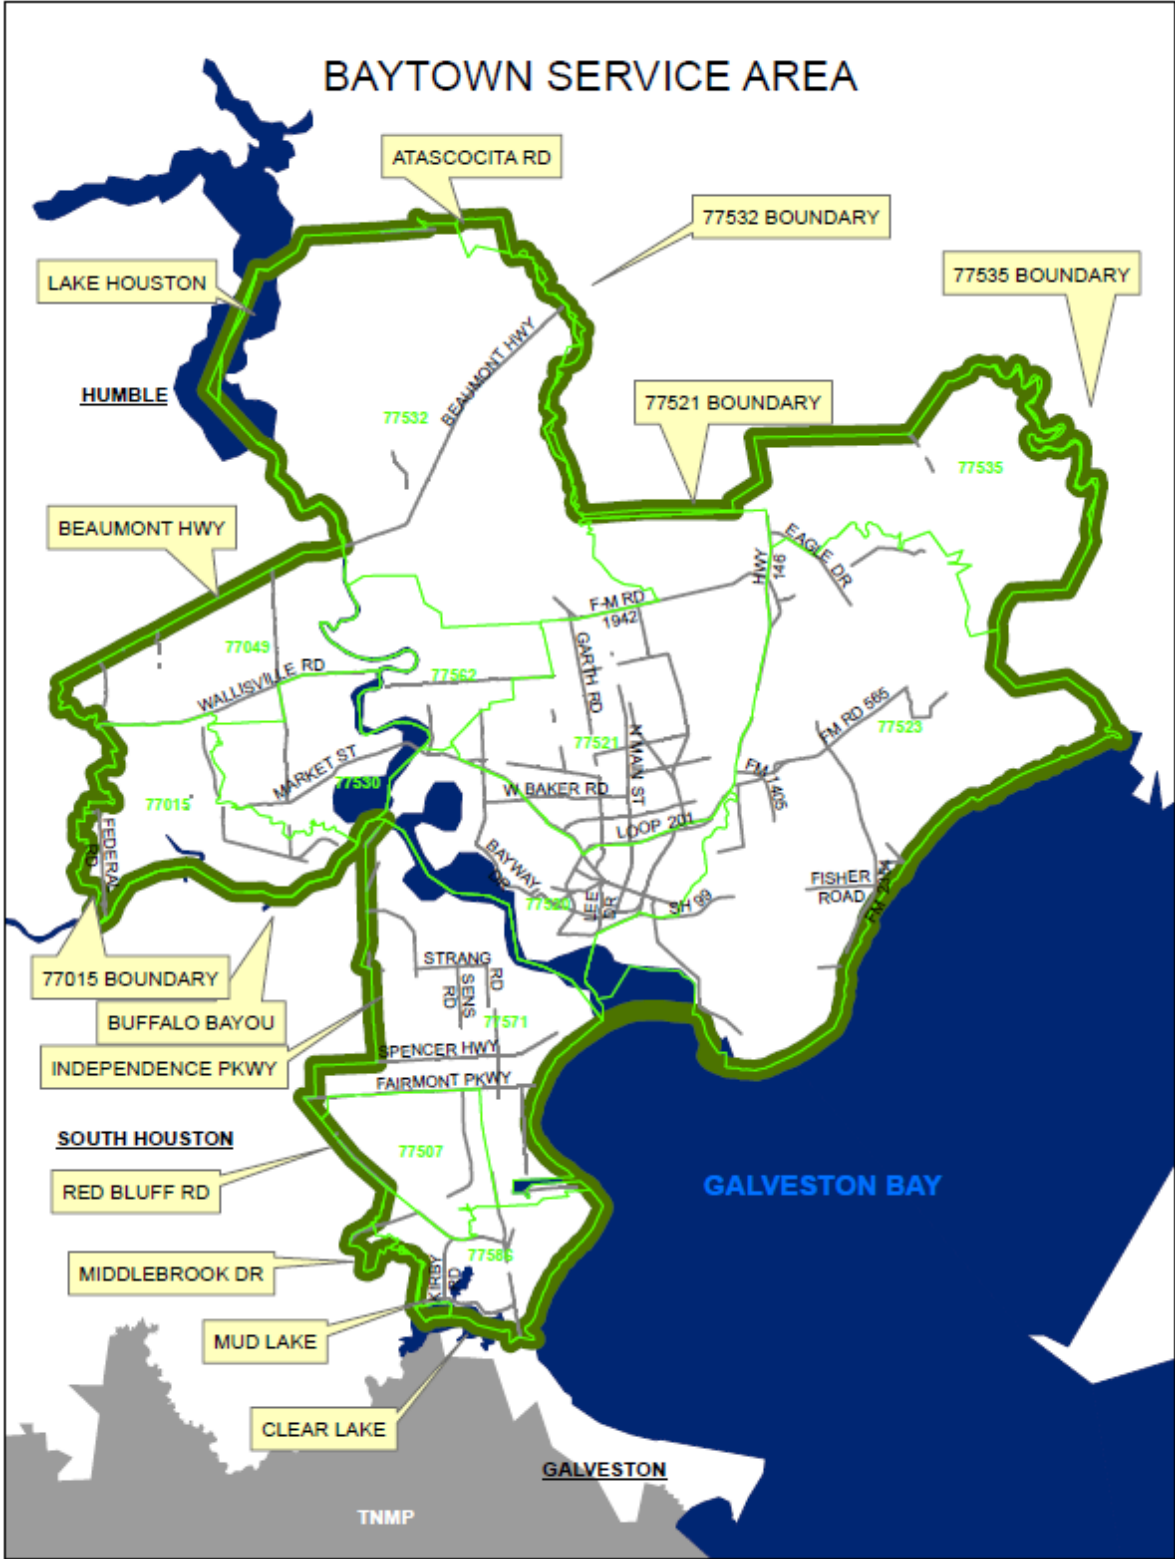 BAYTOWN SERVICE AREA
ATASCOCITA RD
77532 BOUNDARY
77535 BOUNDARY
LAKE HOUSTON
HUMBLE
BEAUMONT HWY
77521 BOUNDARY
77532
77535
BEAUMONT HWY
EAGLE DR
HWY
146
F-M RD
1942
77049
GARTH RD
WALLISVILLE RD
77562
FM RD 565
77523
77521
N MAIN ST
MARKET ST
77530
FM 1405
W BAKER RD
77015
LOOP 201
FEDERAL
RD
BAYWAY
DR
FISHER
ROAD
LEE
DR
SH 99
STRANG
RD
SENS
RD
77015 BOUNDARY
BUFFALO BAYOU
77571
INDEPENDENCE PKWY
SPENCER HWY
FAIRMONT PKWY
SOUTH HOUSTON
77507
RED BLUFF RD
GALVESTON BAY
MIDDLEBROOK DR
KIRBY
RD
MUD LAKE
CLEAR LAKE
GALVESTON
TNMP